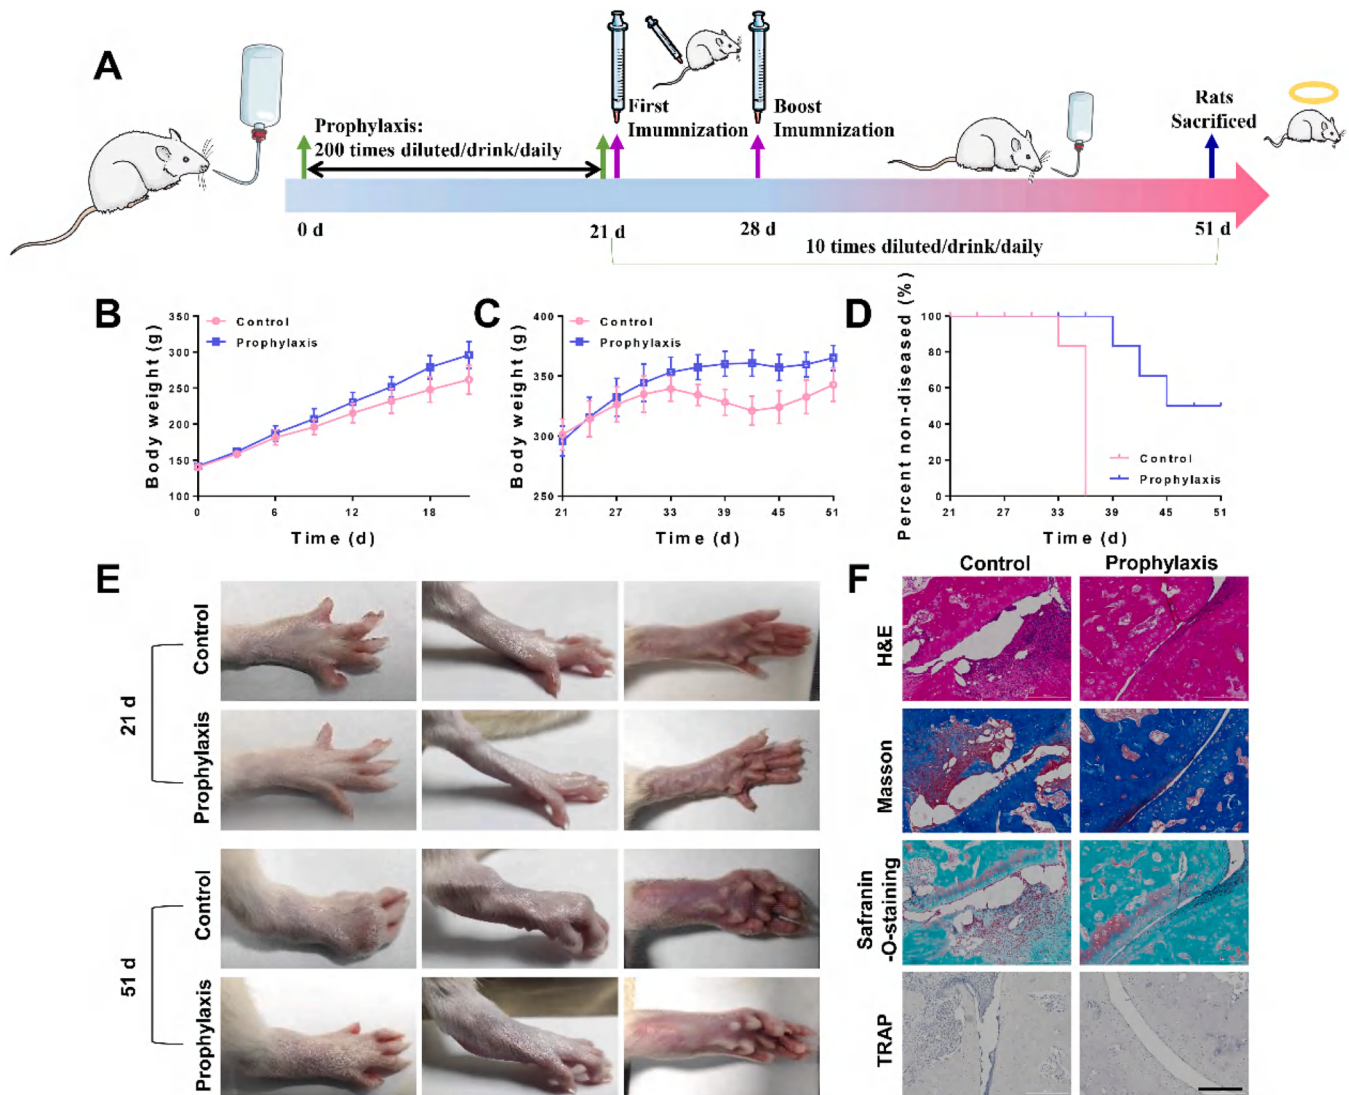 A
Prophylaxis:
200 times diluted/drink/daily
First
Imumnization
Boost
Imumnization
Rats
Sacrificed
0 d
21 d
28 d
51 d
10 times diluted/drink/daily
B
Control
Prophylaxis
Body weight (g)
350
300
250
200
150
100
0
6
12
18
Time (d)
C
Control
Prophylaxis
Body weight (g)
400
350
300
250
21
27
33
39
45
51
Time (d)
D
Percent non-diseased (%)
100
80
60
40
20
0
Control
Prophylaxis
21
27
33
39
45
51
Time (d)
E
21 d
Control
Prophylaxis
51 d
Control
Prophylaxis
F
Control
Prophylaxis
H&E
Masson
Safranin
-O-staining
TRAP